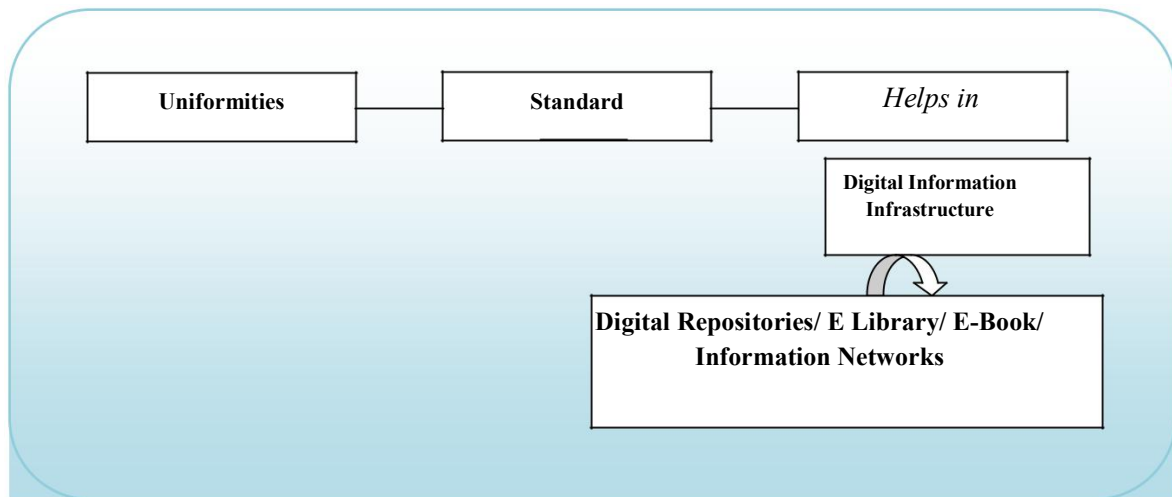 Uniformities
Standard
Helps in
Digital Information
Infrastructure
Digital Repositories/ E Library/ E-Book/
Information Networks